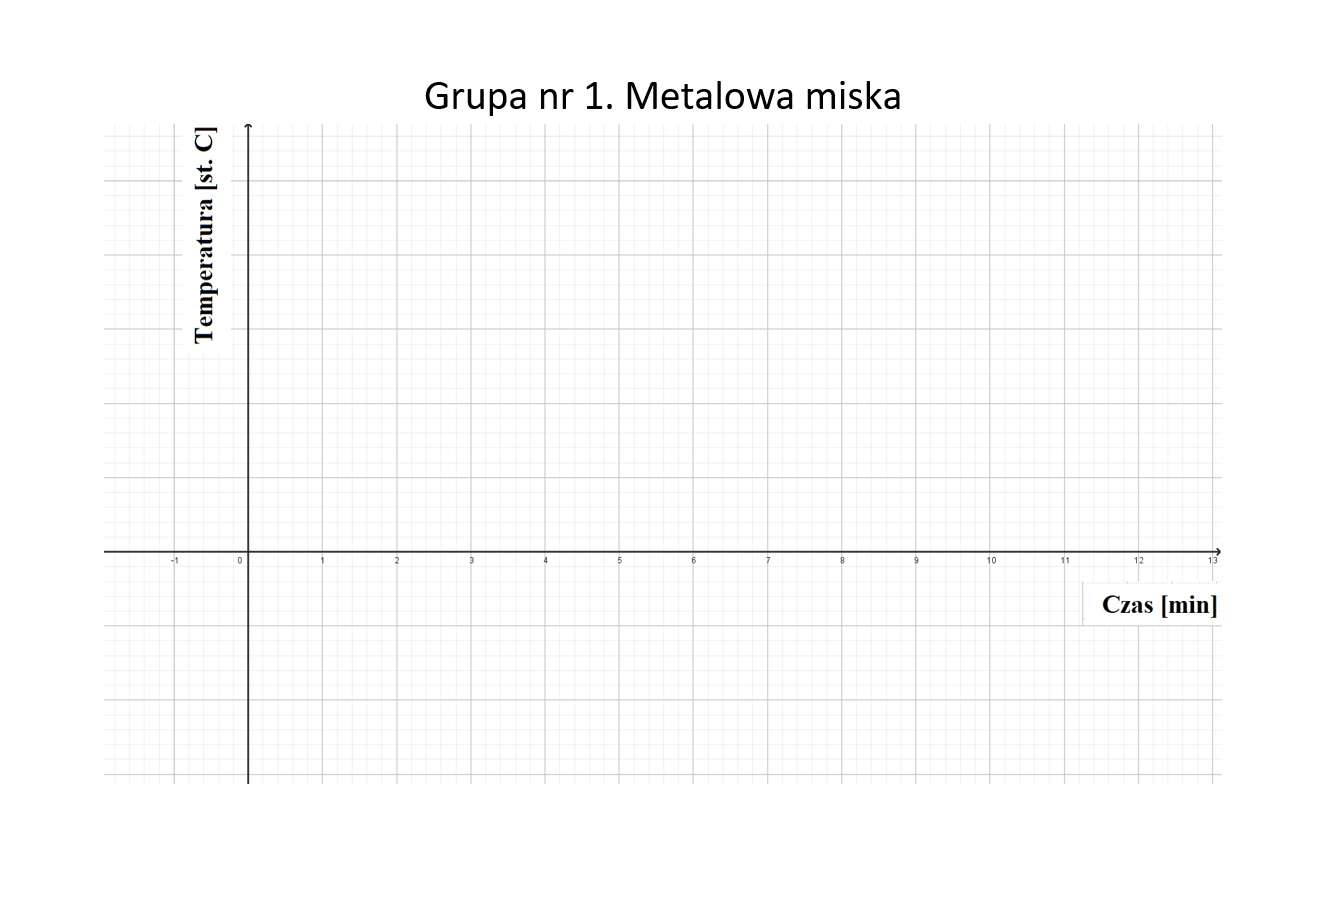 Grupa nr 1. Metalowa miska
Temperatura [st. C]
-1 0 1 2 3 4 5 6 7 8 9 10 11 12 13
Czas [min]